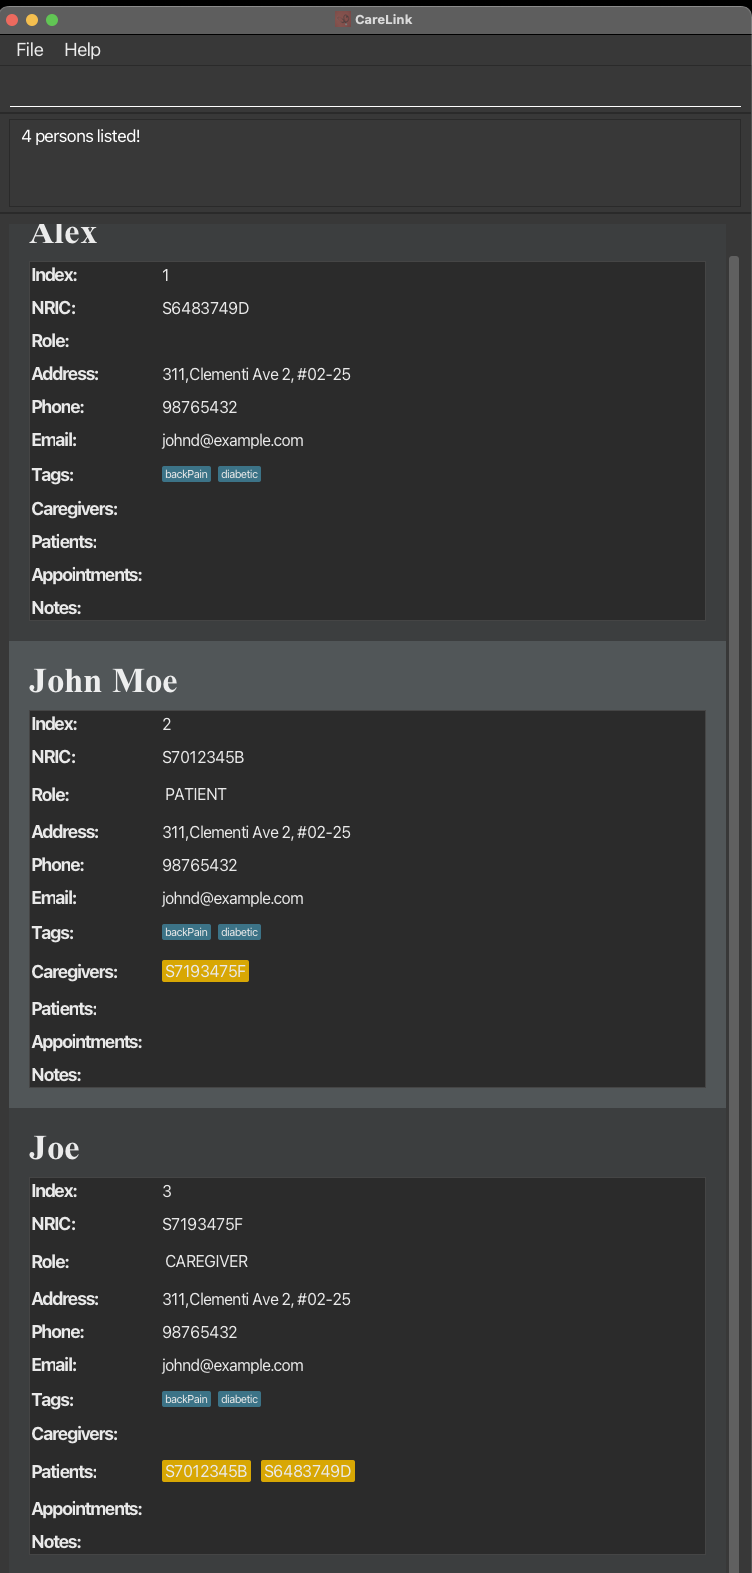 CareLink
File Help
4 persons listed!
Alex
Index: 1
NRIC: S6483749D
Role:
Address: 311,Clementi Ave 2, #02-25
Phone: 98765432
Email: johnd@example.com
Tags: backPain diabetic
Caregivers:
Patients:
Appointments:
Notes:
John Moe
Index: 2
NRIC: S7012345B
Role: PATIENT
Address: 311,Clementi Ave 2, #02-25
Phone: 98765432
Email: johnd@example.com
Tags: backPain diabetic
Caregivers: S7193475F
Patients:
Appointments:
Notes:
Joe
Index: 3
NRIC: S7193475F
Role: CAREGIVER
Address: 311,Clementi Ave 2, #02-25
Phone: 98765432
Email: johnd@example.com
Tags: backPain diabetic
Caregivers:
Patients: S7012345B S6483749D
Appointments:
Notes: